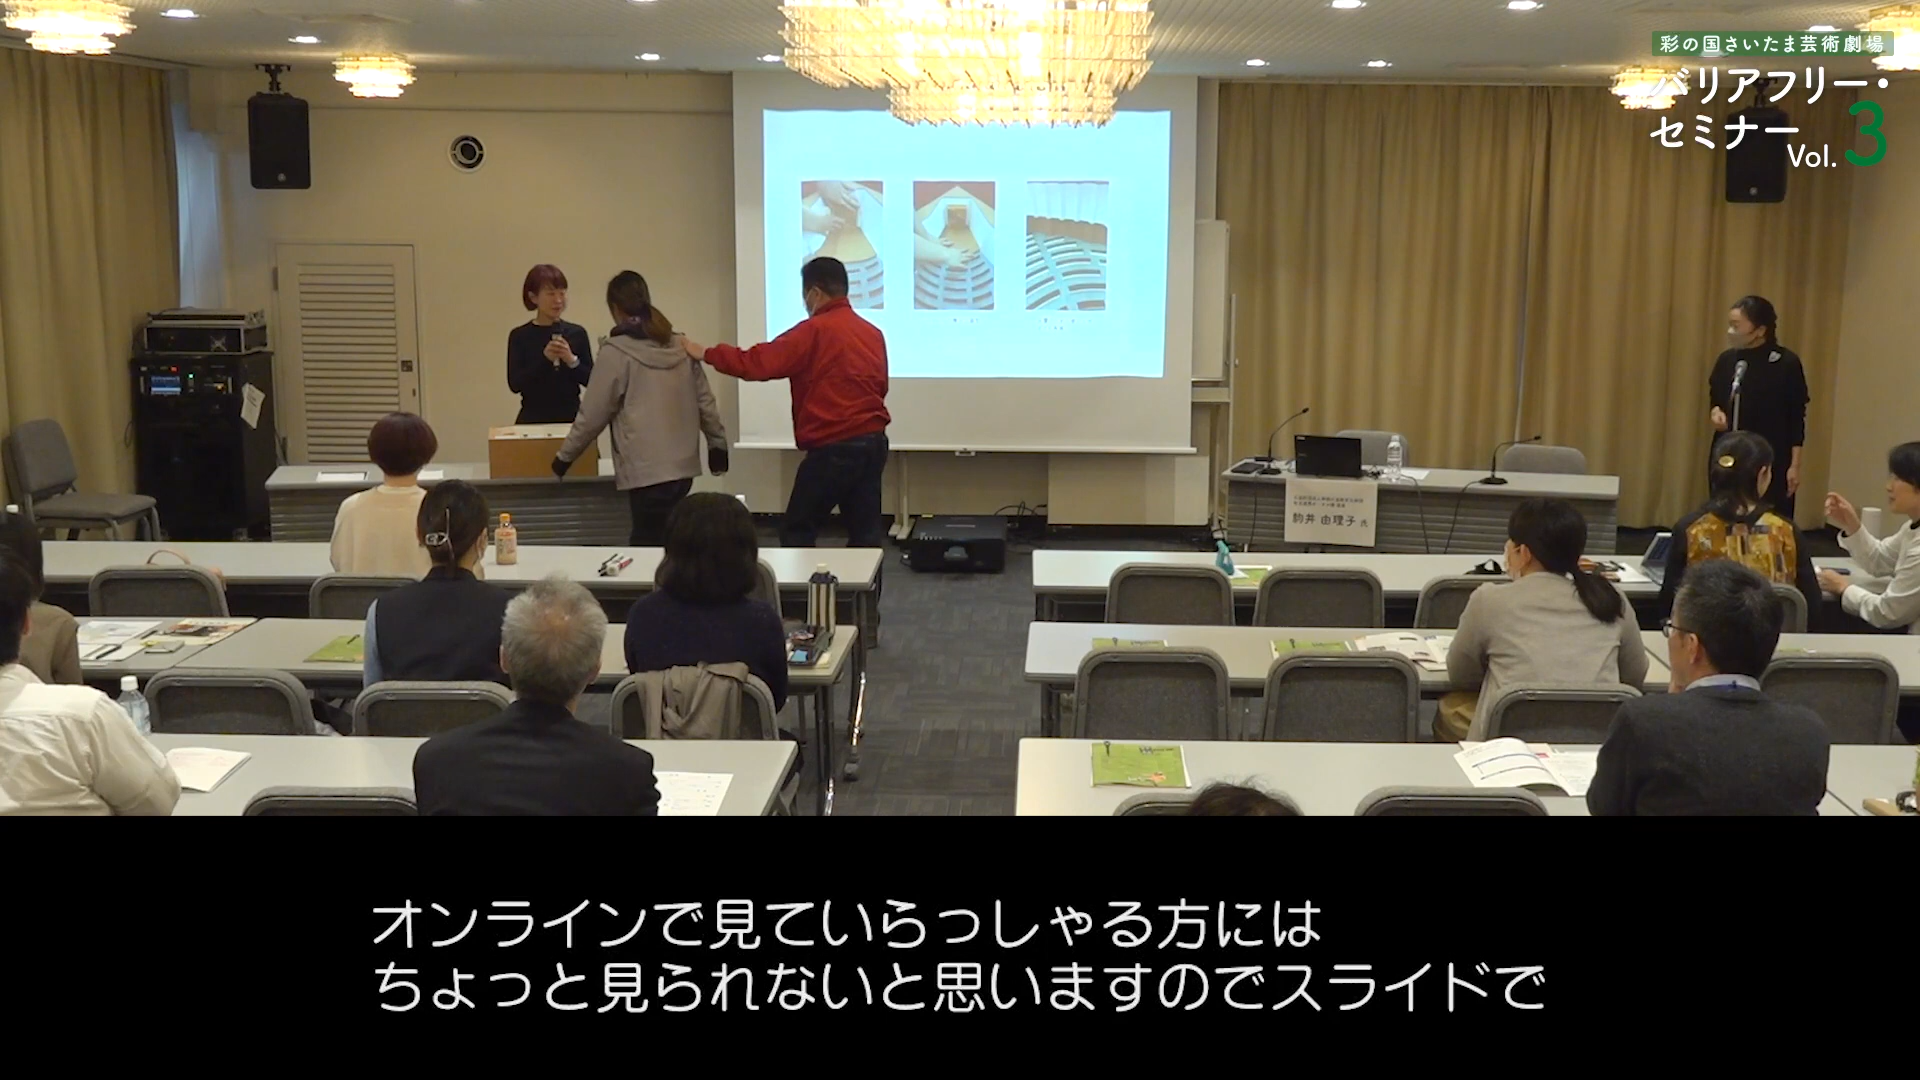 彩の国さいたま芸術劇場
バリアフリー・
セミナー
Vol.3
駒井 由理子 氏
オンラインで見ていらっしゃる方には
ちょっと見られないと思いますのでスライドで